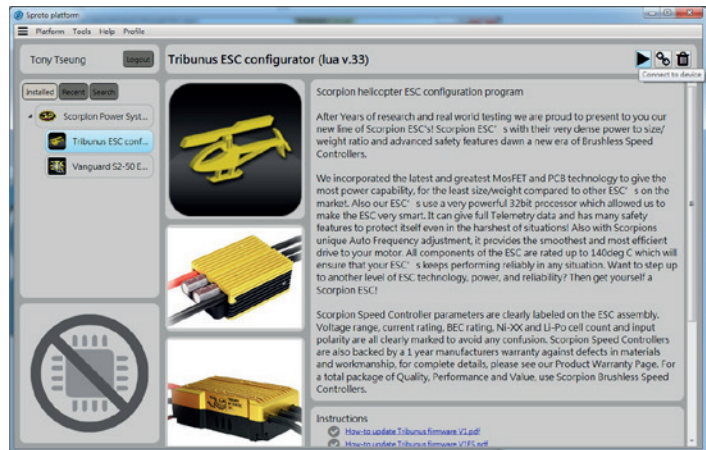 Sproto platform
Platform Tools Help Profile
Tony Tseung
Logout
Tribunus ESC configurator (lua v.33)
Connect to device
Installed Recent Search
Scorpion Power Syst...
Tribunus ESC conf...
Vanguard S2-50 E...
Scorpion helicopter ESC configuration program
After Years of research and real world testing we are proud to present to you our
new line of Scorpion ESC's! Scorpion ESC' s with their very dense power to size/
weight ratio and advanced safety features dawn a new era of Brushless Speed
Controllers.
We incorporated the latest and greatest MosFET and PCB technology to give the
most power capability, for the least size/weight compared to other ESC' s on the
market. Also our ESC' s use a very powerful 32bit processor which allowed us to
make the ESC very smart. It can give full Telemetry data and has many safety
features to protect itself even in the harshest of situations! Also with Scorpions
unique Auto Frequency adjustment, it provides the smoothest and most efficient
drive to your motor. All components of the ESC are rated up to 140deg C which will
ensure that your ESC' s keeps performing reliably in any situation. Want to step up
to another level of ESC technology, power, and reliability? Then get yourself a
Scorpion ESC!
Scorpion Speed Controller parameters are clearly labeled on the ESC assembly.
Voltage range, current rating, BEC rating, Ni-XX and Li-Po cell count and input
polarity are all clearly marked to avoid any confusion. Scorpion Speed Controllers
are also backed by a 1 year manufacturers warranty against defects in materials
and workmanship, for complete details, please see our Product Warranty Page. For
a total package of Quality, Performance and Value, use Scorpion Brushless Speed
Controllers.
Instructions
How-to update Tribunus firmware V1.pdf
How-to update Tribunus firmware V1FS.pdf